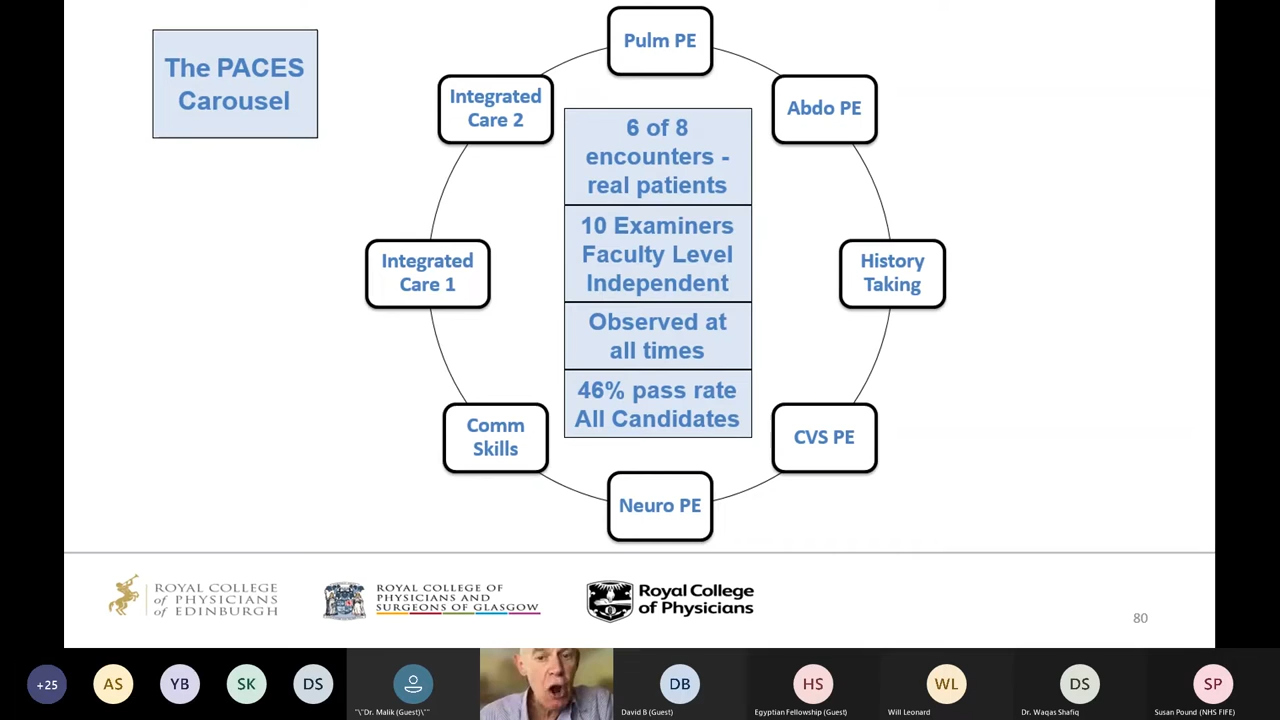 The PACES
Carousel
Pulm PE
Abdo PE
History
Taking
CVS PE
Neuro PE
Comm
Skills
Integrated
Care 1
Integrated
Care 2
6 of 8
encounters -
real patients
10 Examiners
Faculty Level
Independent
Observed at
all times
46% pass rate
All Candidates
ROYAL COLLEGE
of PHYSICIANS
of EDINBURGH
ROYAL COLLEGE OF
PHYSICIANS AND
SURGEONS OF GLASGOW
Royal College
of Physicians
80
+25
AS
YB
SK
DS
"\"Dr. Malik (Guest)\""
DB
David B (Guest)
HS
Egyptian Fellowship (Guest)
WL
Will Leonard
DS
Dr. Waqas Shafiq
SP
Susan Pound (NHS FIFE)